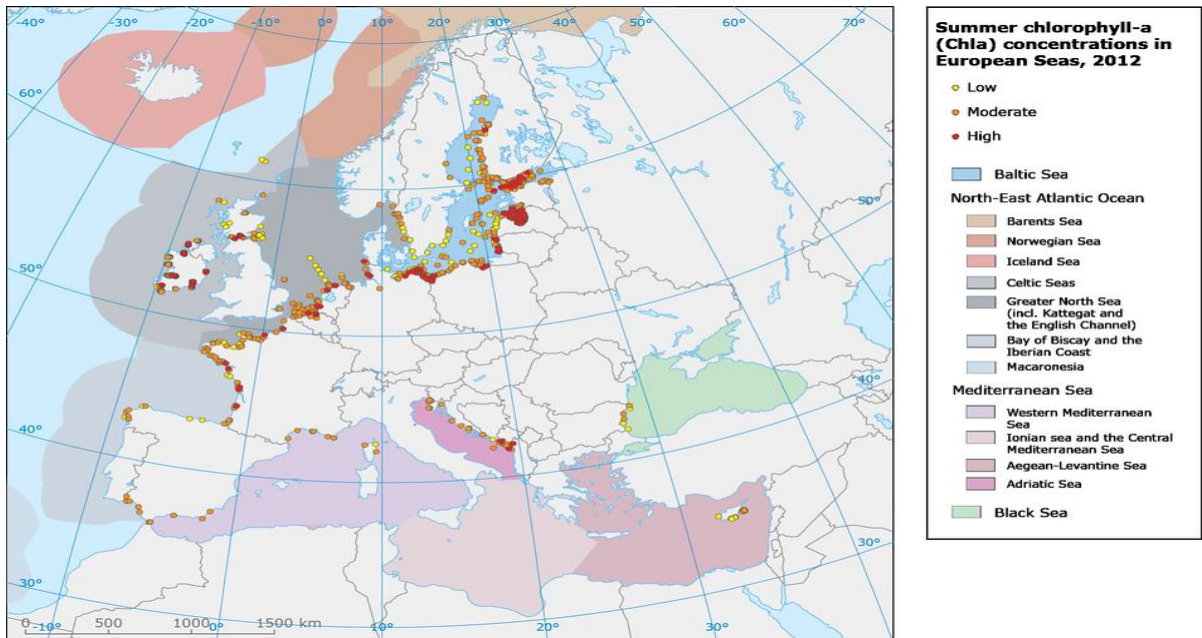 -20°
-10°
0°
10°
20°
30°
40°
50°
60°
70°
60°
50°
50°
40°
40°
30°
30°
-10°
0°
10°
20°
30°
0
500
1000
1500 km
Summer chlorophyll-a
(Chla) concentrations in
European Seas, 2012
Low
Moderate
High
Baltic Sea
North-East Atlantic Ocean
Barents Sea
Norwegian Sea
Iceland Sea
Celtic Seas
Greater North Sea
(incl. Kattegat and
the English Channel)
Bay of Biscay and the
Iberian Coast
Macaronesia
Mediterranean Sea
Western Mediterranean
Sea
Ionian sea and the Central
Mediterranean Sea
Aegean-Levantine Sea
Adriatic Sea
Black Sea